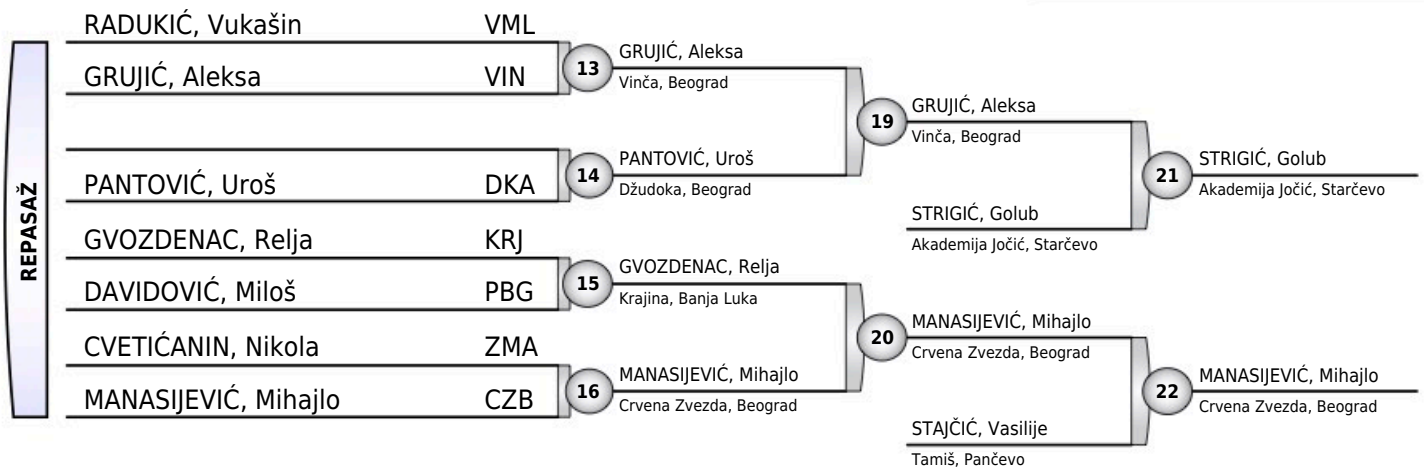 REPASAŽ
RADUKIĆ, Vukašin VML
GRUJIĆ, Aleksa VIN
PANTOVIĆ, Uroš DKA
GVOZDENAC, Relja KRJ
DAVIDOVIĆ, Miloš PBG
CVETIĆANIN, Nikola ZMA
MANASIJEVIĆ, Mihajlo CZB
13
GRUJIĆ, Aleksa
Vinča, Beograd
14
PANTOVIĆ, Uroš
Džudoka, Beograd
15
GVOZDENAC, Relja
Krajina, Banja Luka
16
MANASIJEVIĆ, Mihajlo
Crvena Zvezda, Beograd
19
GRUJIĆ, Aleksa
Vinča, Beograd
STRIGIĆ, Golub
Akademija Jočić, Starčevo
20
MANASIJEVIĆ, Mihajlo
Crvena Zvezda, Beograd
STAJČIĆ, Vasilije
Tamiš, Pančevo
21
STRIGIĆ, Golub
Akademija Jočić, Starčevo
22
MANASIJEVIĆ, Mihajlo
Crvena Zvezda, Beograd